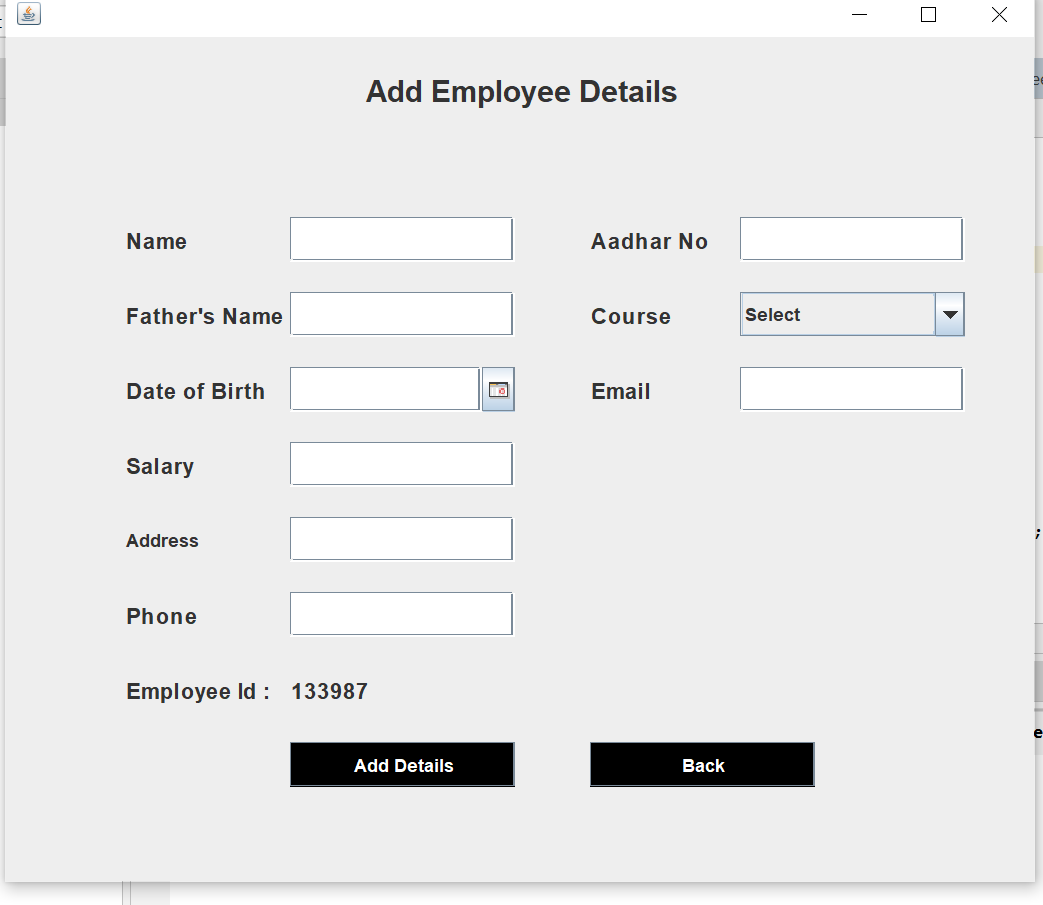 Add Employee Details
Name
Aadhar No
Father's Name
Course
Select
Date of Birth
Email
Salary
Address
Phone
Employee Id :
133987
Add Details
Back